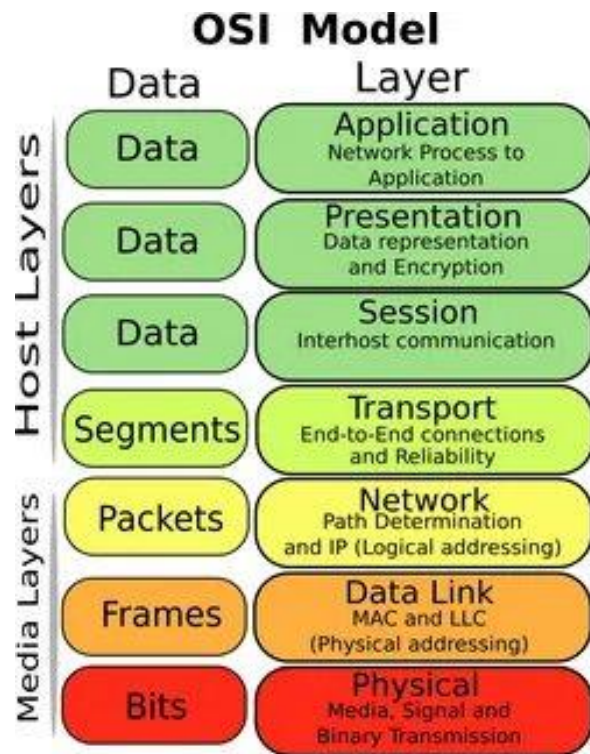 OSI Model
Data
Layer
Host Layers
Data
Application
Network Process to
Application
Data
Presentation
Data representation
and Encryption
Data
Session
Interhost communication
Segments
Transport
End-to-End connections
and Reliability
Media Layers
Packets
Network
Path Determination
and IP (Logical addressing)
Frames
Data Link
MAC and LLC
(Physical addressing)
Bits
Physical
Media, Signal and
Binary Transmission